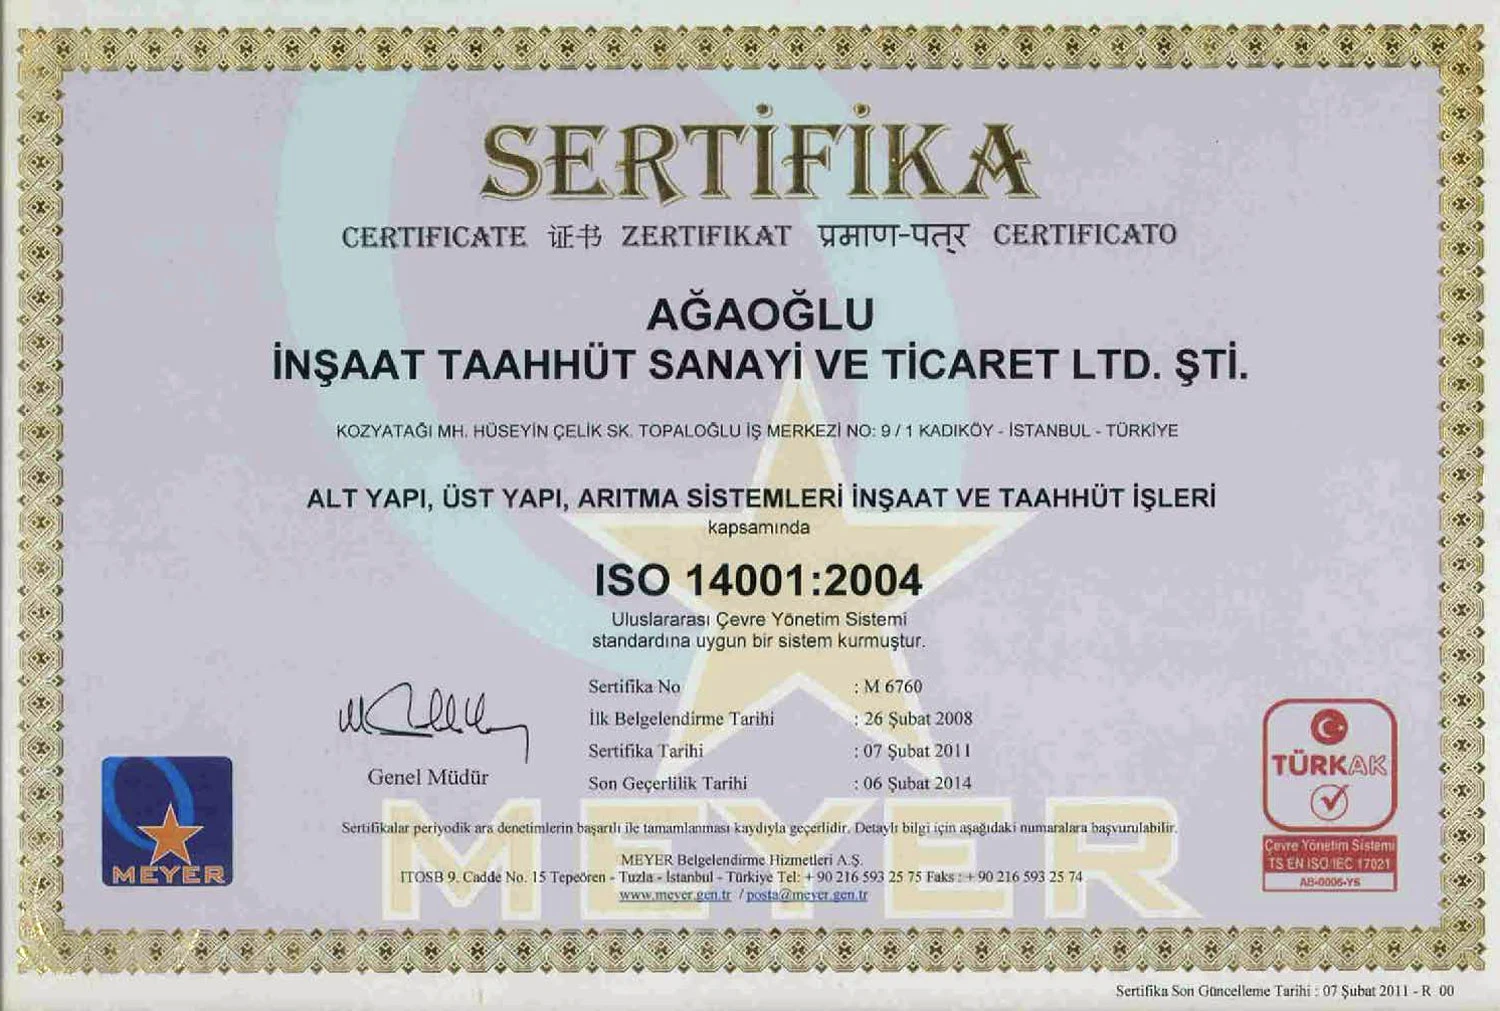 SERTİFİKA
CERTIFICATE 证书 ZERTIFIKAT प्रमाण-पत्र CERTIFICATO
AĞAOĞLU
İNŞAAT TAAHHÜT SANAYİ VE TİCARET LTD. ŞTİ.
KOZYATAĞI MH. HÜSEYİN ÇELİK SK. TOPALOĞLU İŞ MERKEZİ NO: 9 / 1 KADIKÖY - İSTANBUL - TÜRKİYE
ALT YAPI, ÜST YAPI, ARITMA SİSTEMLERİ İNŞAAT VE TAAHHÜT İŞLERİ
kapsamında
ISO 14001:2004
Uluslararası Çevre Yönetim Sistemi
standardına uygun bir sistem kurmuştur.
Sertifika No : M 6760
İlk Belgelendirme Tarihi : 26 Şubat 2008
Sertifika Tarihi : 07 Şubat 2011
Son Geçerlilik Tarihi : 06 Şubat 2014
Genel Müdür
MEYER
TÜRKAK
Çevre Yönetim Sistemi
TS EN ISO IEC 17021
AB-0006-YS
MEYER
Sertifikalar periyodik ara denetimlerin başarılı ile tamamlanması kaydıyla geçerlidir. Detaylı bilgi için aşağıdaki numaralara başvurulabilir.
MEYER Belgelendirme Hizmetleri A.Ş.
ITOSB 9. Cadde No. 15 Tepeören - Tuzla - İstanbul - Türkiye Tel: + 90 216 593 25 75 Faks : + 90 216 593 25 74
www.meyer.gen.tr / posta@meyer.gen.tr
Sertifika Son Güncelleme Tarihi : 07 Şubat 2011 - R 00